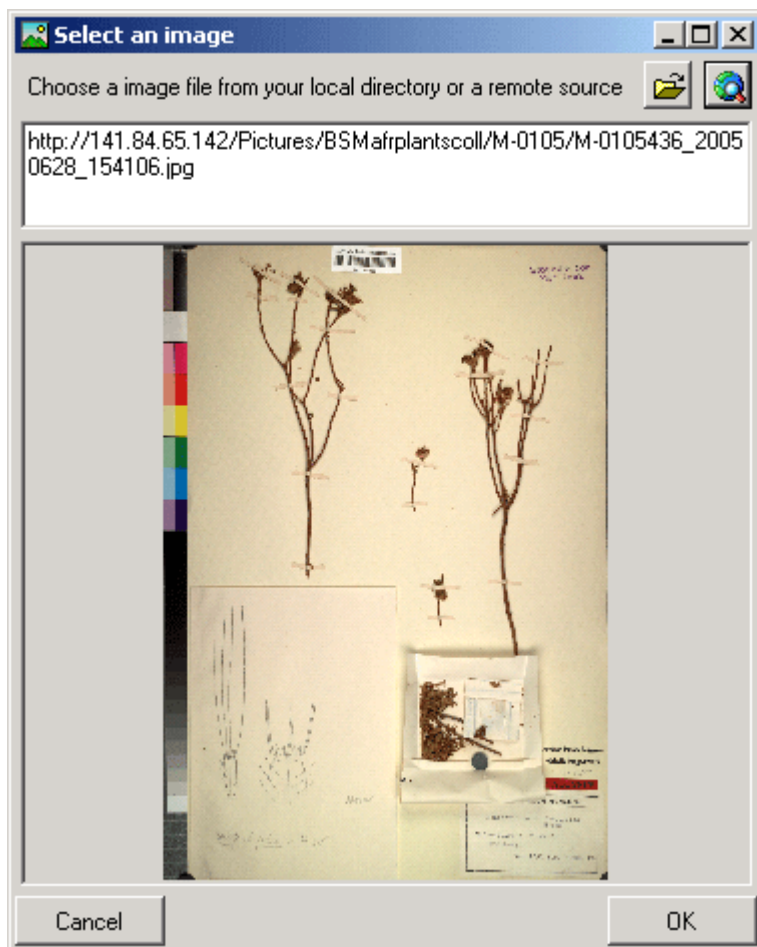 Select an image
Choose a image file from your local directory or a remote source
http://141.84.65.142/Pictures/BSMafrplantscoll/M-0105/M-0105436_2005
0628_154106.jpg
Cancel
OK